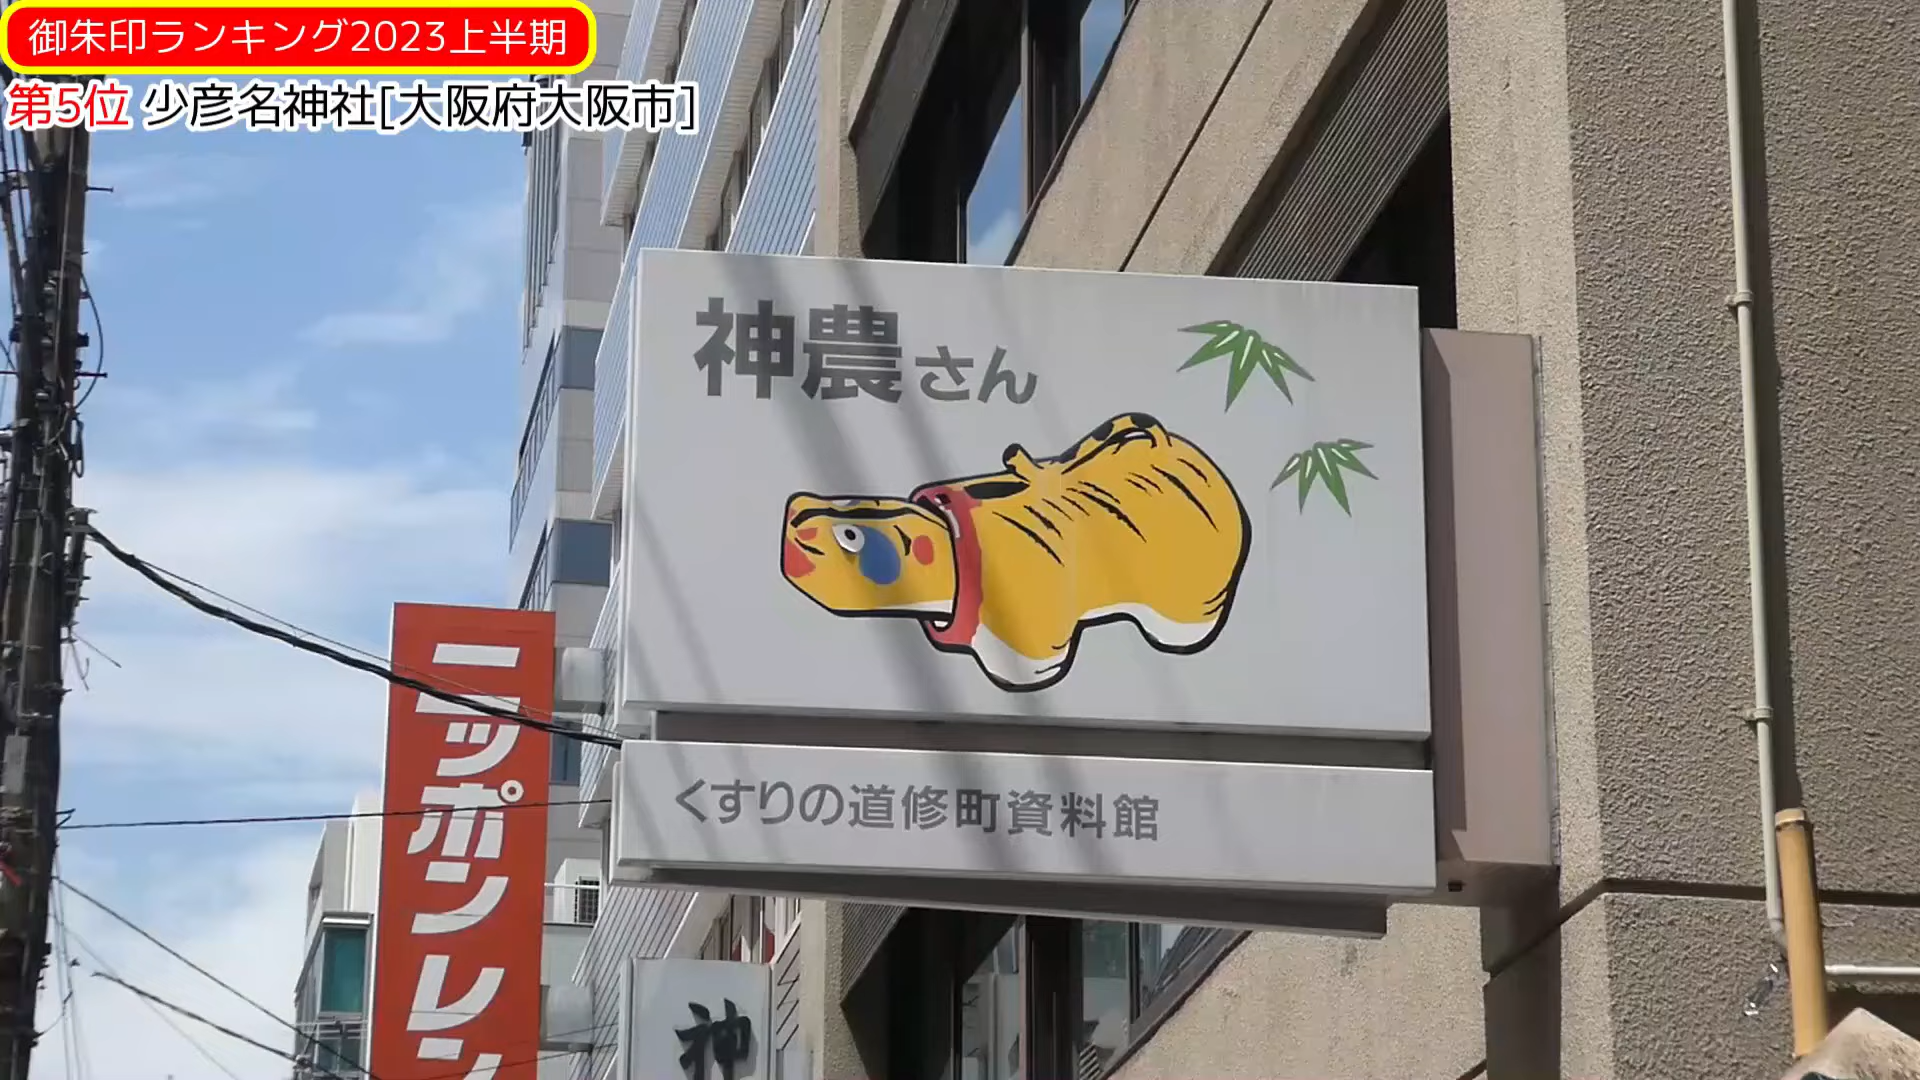 御朱印ランキング2023上半期
第5位 少彦名神社[大阪府大阪市]
神農さん
くすりの道修町資料館
ニッポンレン
神